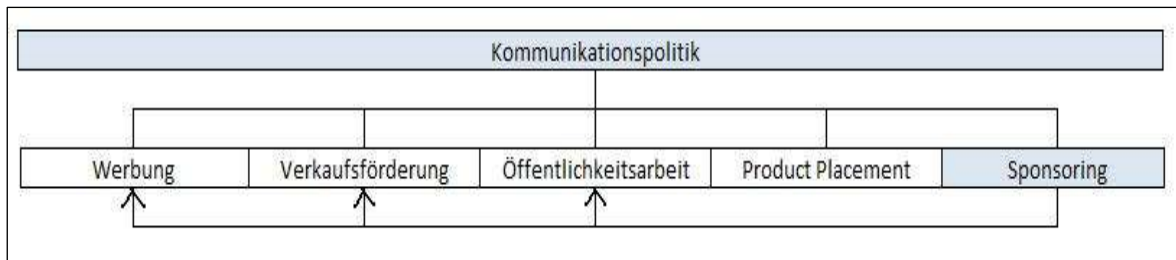 Kommunikationspolitik
Werbung Verkaufsförderung Öffentlichkeitsarbeit Product Placement Sponsoring